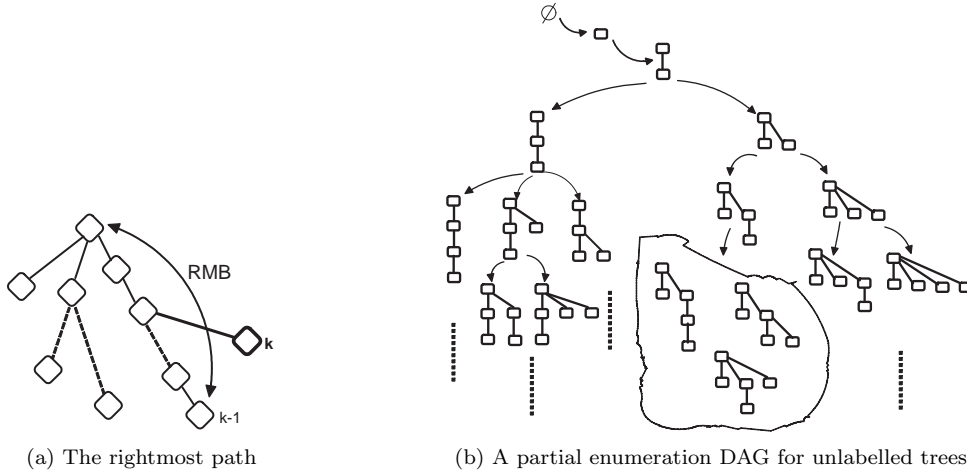 ∅
RMB
k
k-1
(a) The rightmost path
(b) A partial enumeration DAG for unlabelled trees